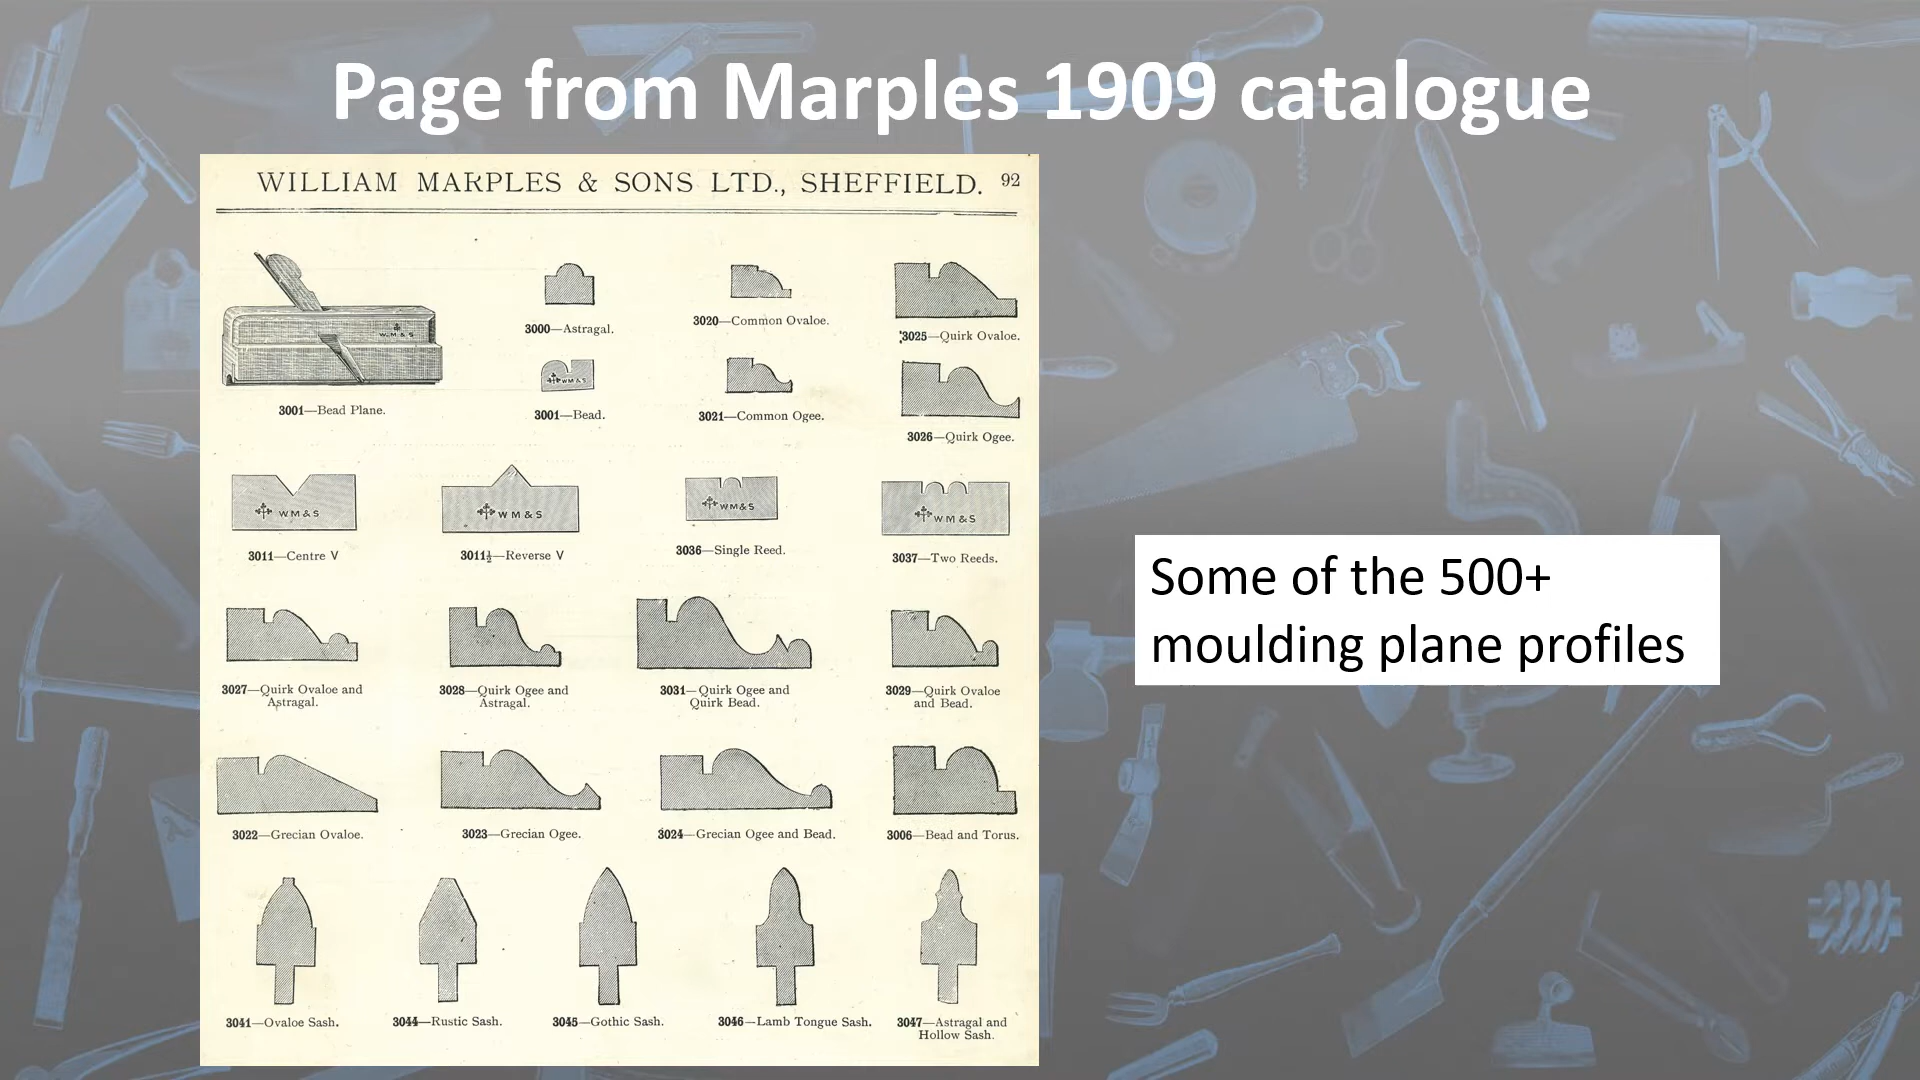 Page from Marples 1909 catalogue
WILLIAM MARPLES & SONS LTD., SHEFFIELD. 92
W.M&S
3001—Bead Plane.
3000—Astragal.
3020—Common Ovaloe.
3025—Quirk Ovaloe.
WM&S
3001—Bead.
3021—Common Ogee.
3026—Quirk Ogee.
WM&S
3011—Centre V
WM&S
3011½—Reverse V
WM&S
3036—Single Reed.
WM&S
3037—Two Reeds.
3027—Quirk Ovaloe and
Astragal.
3028—Quirk Ogee and
Astragal.
3031—Quirk Ogee and
Quirk Bead.
3029—Quirk Ovaloe
and Bead.
3022—Grecian Ovaloe.
3023—Grecian Ogee.
3024—Grecian Ogee and Bead.
3006—Bead and Torus.
3041—Ovaloe Sash.
3044—Rustic Sash.
3045—Gothic Sash.
3046—Lamb Tongue Sash.
3047—Astragal and
Hollow Sash.
Some of the 500+
moulding plane profiles